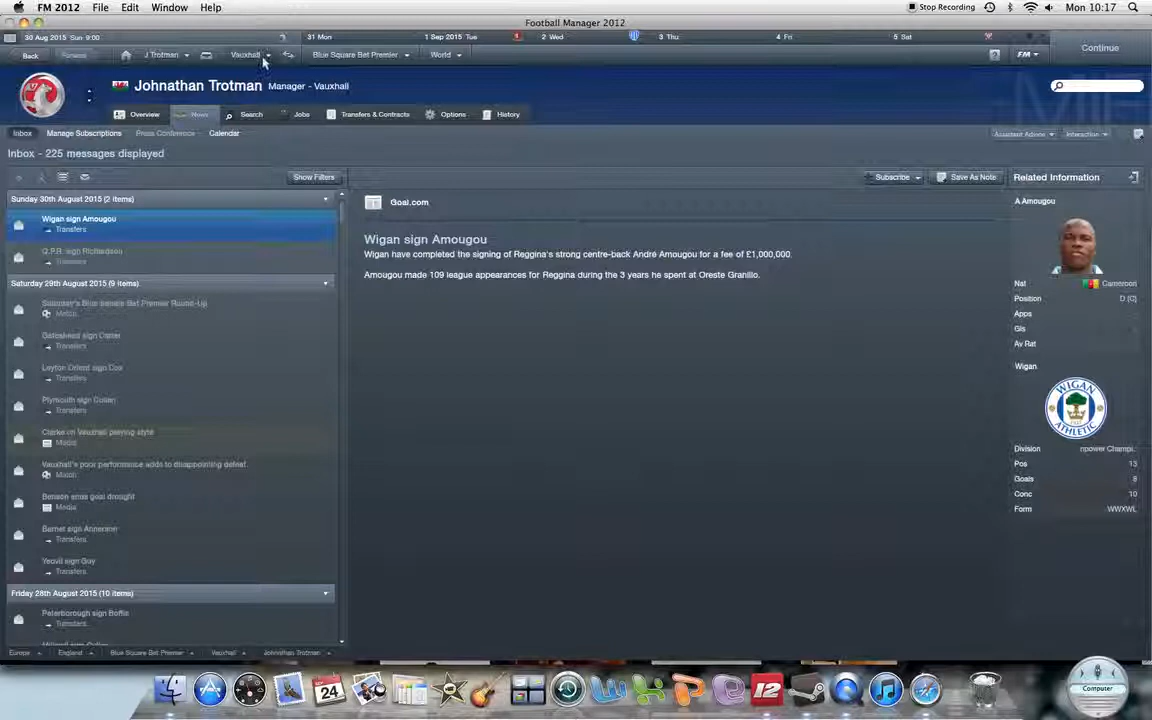 FM 2012 File Edit Window Help Stop Recording Mon 10:17
Football Manager 2012
30 Aug 2015 Sun 9:00 31 Mon 1 Sep 2015 Tue 2 Wed 3 Thu 4 Fri 5 Sat
Back J Trotman Vauxhall Blue Square Bet Premier World FM Continue
Johnathan Trotman Manager - Vauxhall
Overview News Search Jobs Transfers & Contracts Options History
Inbox Manage Subscriptions Press Conference Calendar Assistant Advice Interaction
Inbox - 225 messages displayed
Show Filters Subscribe Save As Note Related Information
Sunday 30th August 2015 (2 items)
Wigan sign Amougou
Transfers
Q.P.R. sign Richardson
Transfers
Saturday 29th August 2015 (9 items)
Saturday's Blue Square Bet Premier Round-Up
Match
Gateshead sign Carter
Transfers
Leyton Orient sign Cox
Transfers
Plymouth sign
Transfers
Clarke on Vauxhall playing style
Media
Vauxhall's poor performance adds to disappointing defeat
Match
Benson ends goal drought
Media
Barnet sign
Transfers
Yeovil sign Guy
Transfers
Friday 28th August 2015 (10 items)
Peterborough sign Boffin
Transfers
Goal.com
Wigan sign Amougou
Wigan have completed the signing of Reggina's strong centre-back André Amougou for a fee of £1,000,000.
Amougou made 109 league appearances for Reggina during the 3 years he spent at Oreste Granillo.
A Amougou
Nat Cameroon
Position D (C)
Apps
Gls
Av Rat
Wigan
WIGAN
ATHLETIC
Division npower Champi.
Pos 13
Goals 8
Conc 10
Form WWXWL
Europe England Blue Square Bet Premier Vauxhall Johnathan Trotman
SEP
24
12
Computer